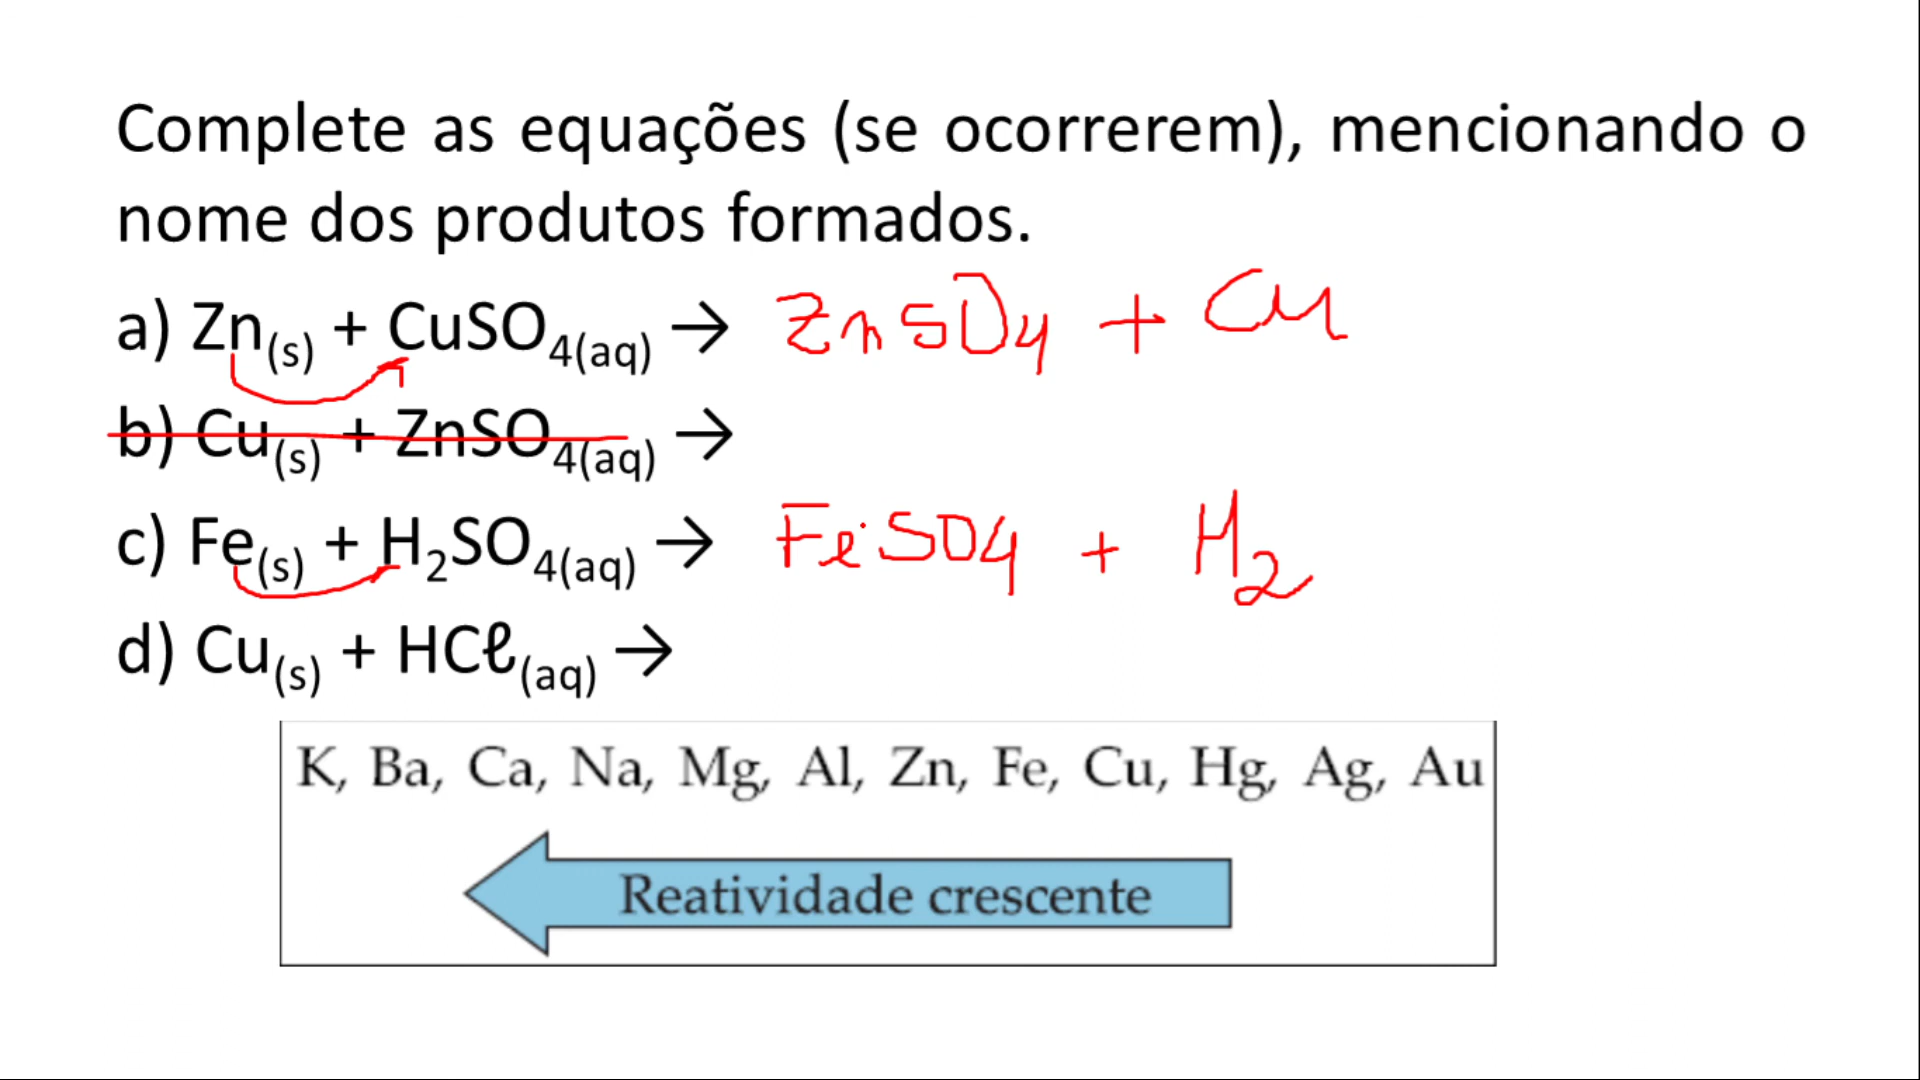 Complete as equações (se ocorrerem), mencionando o
nome dos produtos formados.
a) Zn(s) + CuSO4(aq) → ZnSO4 + Cu
b) Cu(s) + ZnSO4(aq) →
c) Fe(s) + H2SO4(aq) → FeSO4 + H2
d) Cu(s) + HCℓ(aq) →
K, Ba, Ca, Na, Mg, Al, Zn, Fe, Cu, Hg, Ag, Au
Reatividade crescente